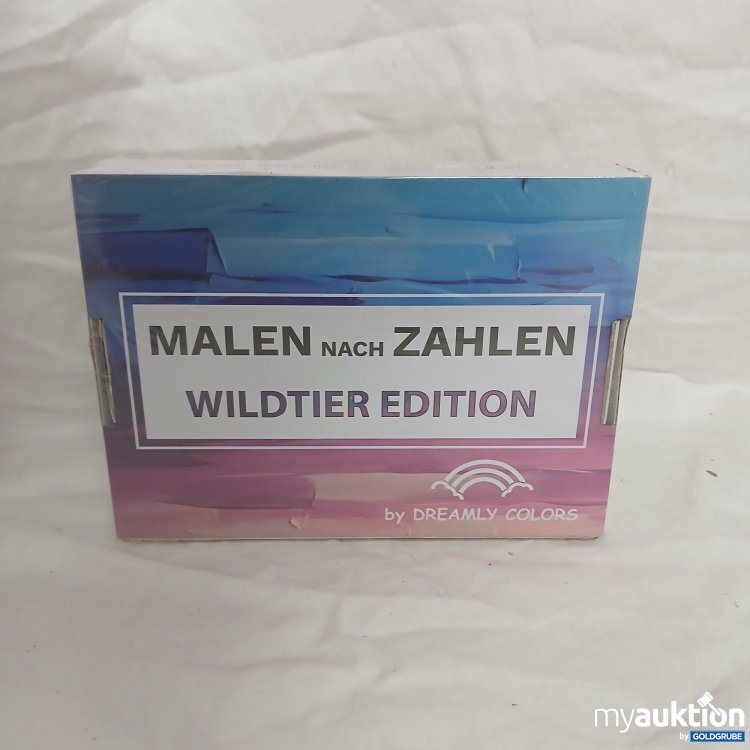 MALEN NACH ZAHLEN
WILDTIER EDITION
by DREAMLY COLORS
myauktion
by GOLDGRUBE